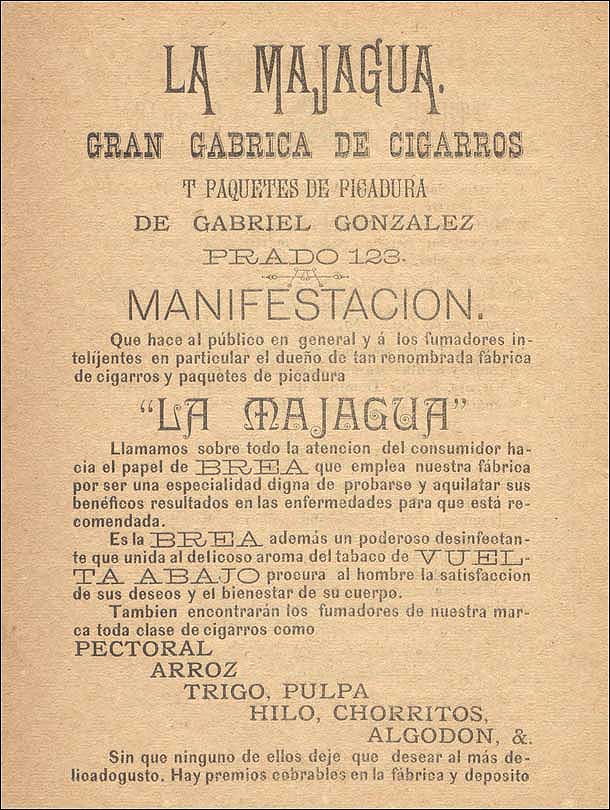 LA MAJAGUA.
GRAN GABRICA DE CIGARROS
T PAQUETES DE PIGADURA
DE GABRIEL GONZALEZ
PRADO 123.
MANIFESTACION.
Que hace al público en general y á los fumadores in-
telíjentes en particular el dueño de tan renombrada fábrica
de cigarros y paquetes de picadura
“LA MAJAGUA”
Llamamos sobre todo la atencion del consumidor ha-
cia el papel de BREA que emplea nuestra fábrica
por ser una especialidad digna de probarse y aquilatar sus
benéficos resultados en las enfermedades para que está re-
comendada.
Es la BREA además un poderoso desinfectan-
te que unida al delicoso aroma del tabaco de VUEL-
TA ABAJO procura al hombre la satisfaccion
de sus deseos y el bienestar de su cuerpo.
Tambien encontrarán los fumadores de nuestra mar-
ca toda clase de cigarros como
PECTORAL
ARROZ
TRIGO, PULPA
HILO, CHORRITOS,
ALGODON, &.
Sin que ninguno de ellos deje que desear al más de-
licadogusto. Hay premios cobrables en la fábrica y deposito